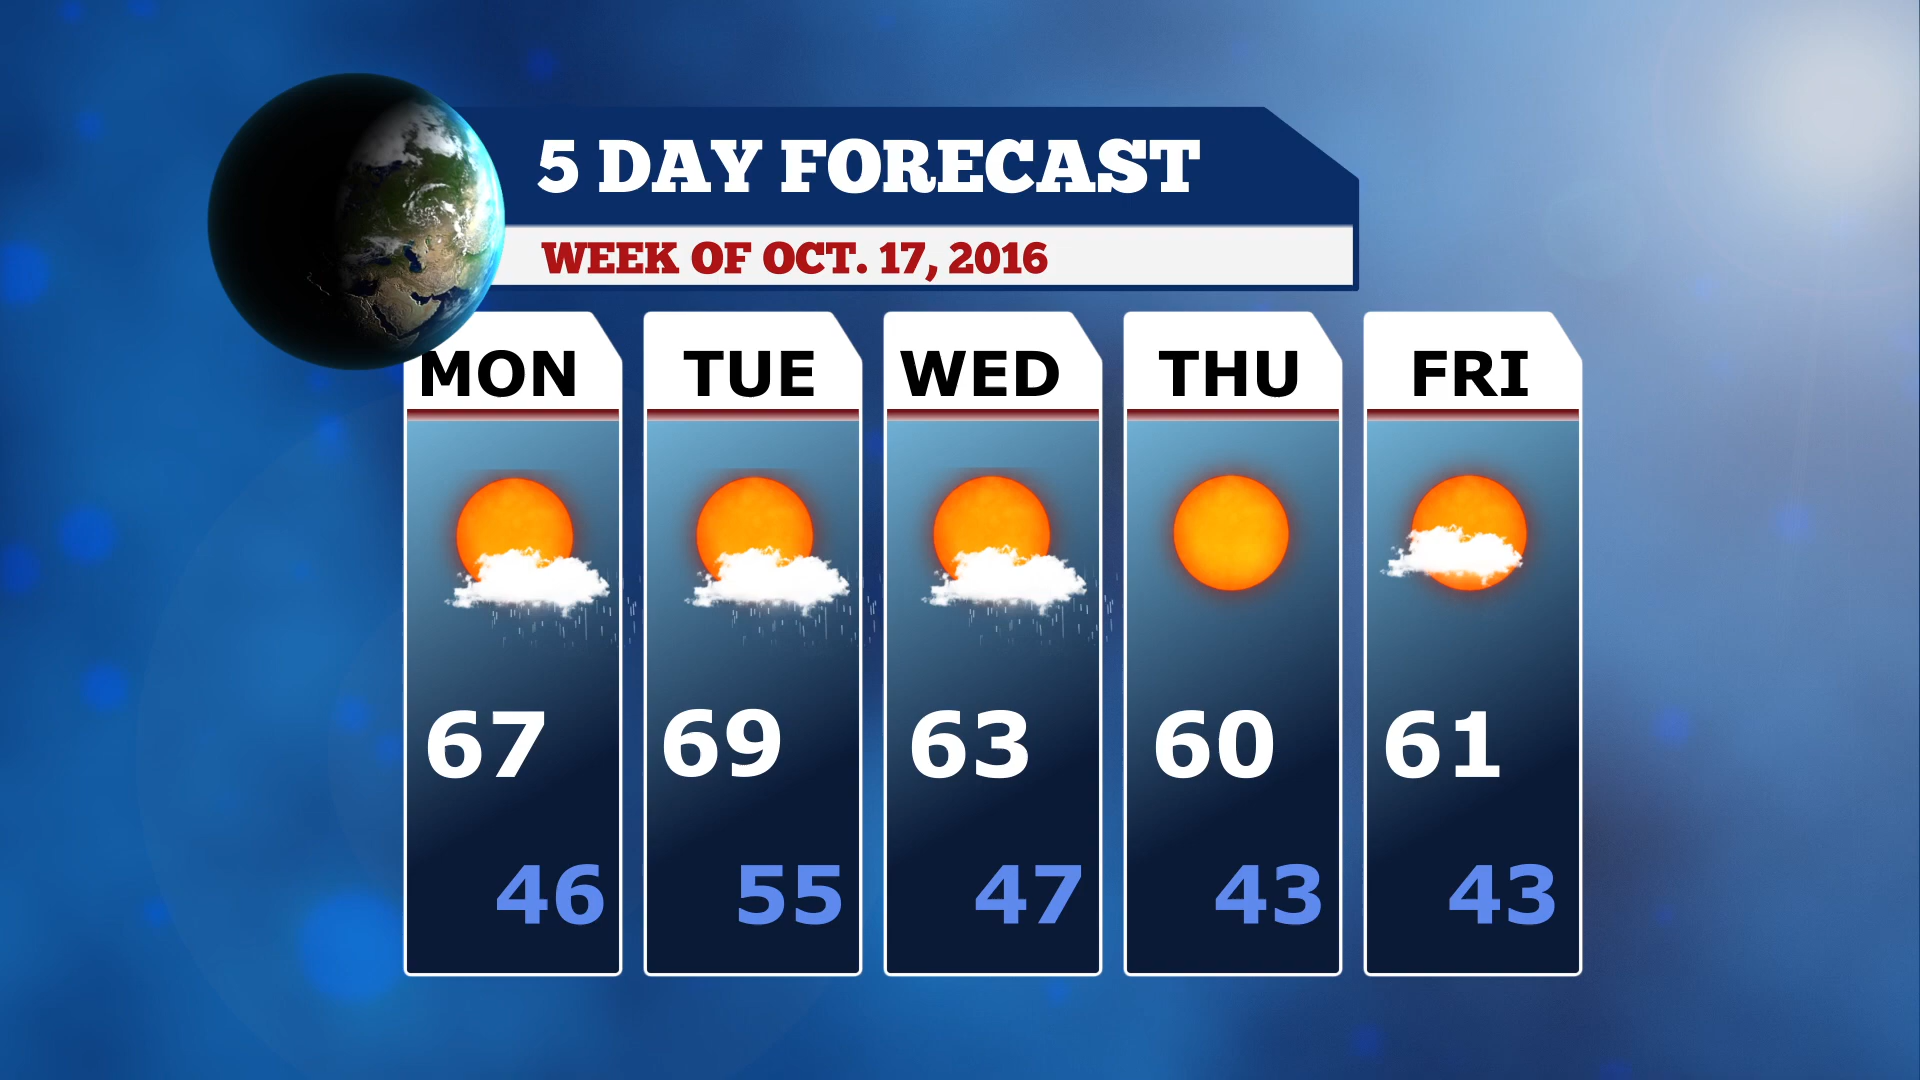 5 DAY FORECAST
WEEK OF OCT. 17, 2016
MON TUE WED THU FRI
67 69 63 60 61
46 55 47 43 43